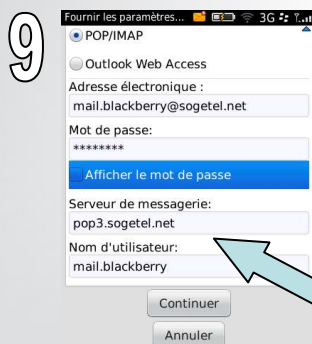 9
Fournir les paramètres... 3G
POP/IMAP
Outlook Web Access
Adresse électronique :
mail.blackberry@sogetel.net
Mot de passe:
********
Afficher le mot de passe
Serveur de messagerie:
pop3.sogetel.net
Nom d'utilisateur:
mail.blackberry
Continuer
Annuler